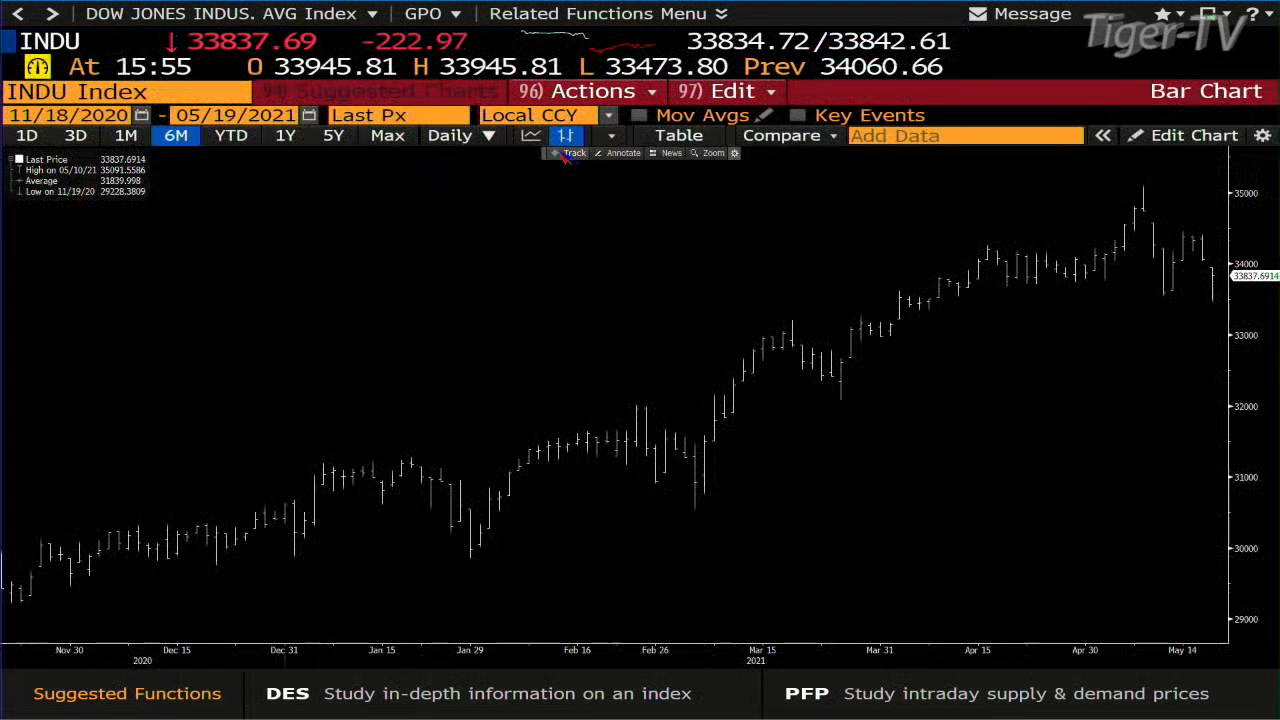 < > DOW JONES INDUS. AVG Index GPO Related Functions Menu Message ?
Tiger-TV
INDU 33837.69 -222.97 33834.72/33842.61
At 15:55 O 33945.81 H 33945.81 L 33473.80 Prev 34060.66
INDU Index 94) Suggested Charts 96) Actions 97) Edit Bar Chart
11/18/2020 - 05/19/2021 Last Px Local CCY Mov Avgs Key Events
1D 3D 1M 6M YTD 1Y 5Y Max Daily Table Compare Add Data Edit Chart
Track Annotate News Zoom
Last Price 33837.6914
High on 05/10/21 35091.5586
Average 31839.998
Low on 11/19/20 29228.3809
35000
34000
33837.6914
33000
32000
31000
30000
29000
Nov 30 Dec 15 Dec 31 Jan 15 Jan 29 Feb 16 Feb 26 Mar 15 Mar 31 Apr 15 Apr 30 May 14
2020 2021
Suggested Functions DES Study in-depth information on an index PFP Study intraday supply & demand prices